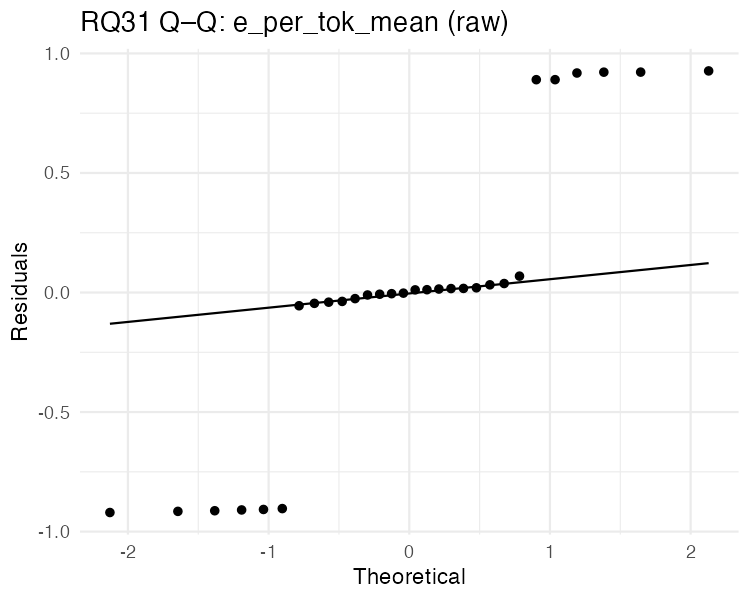 RQ31 Q–Q: e_per_tok_mean (raw)
1.0
0.5
0.0
-0.5
-1.0
Residuals
-2 -1 0 1 2
Theoretical